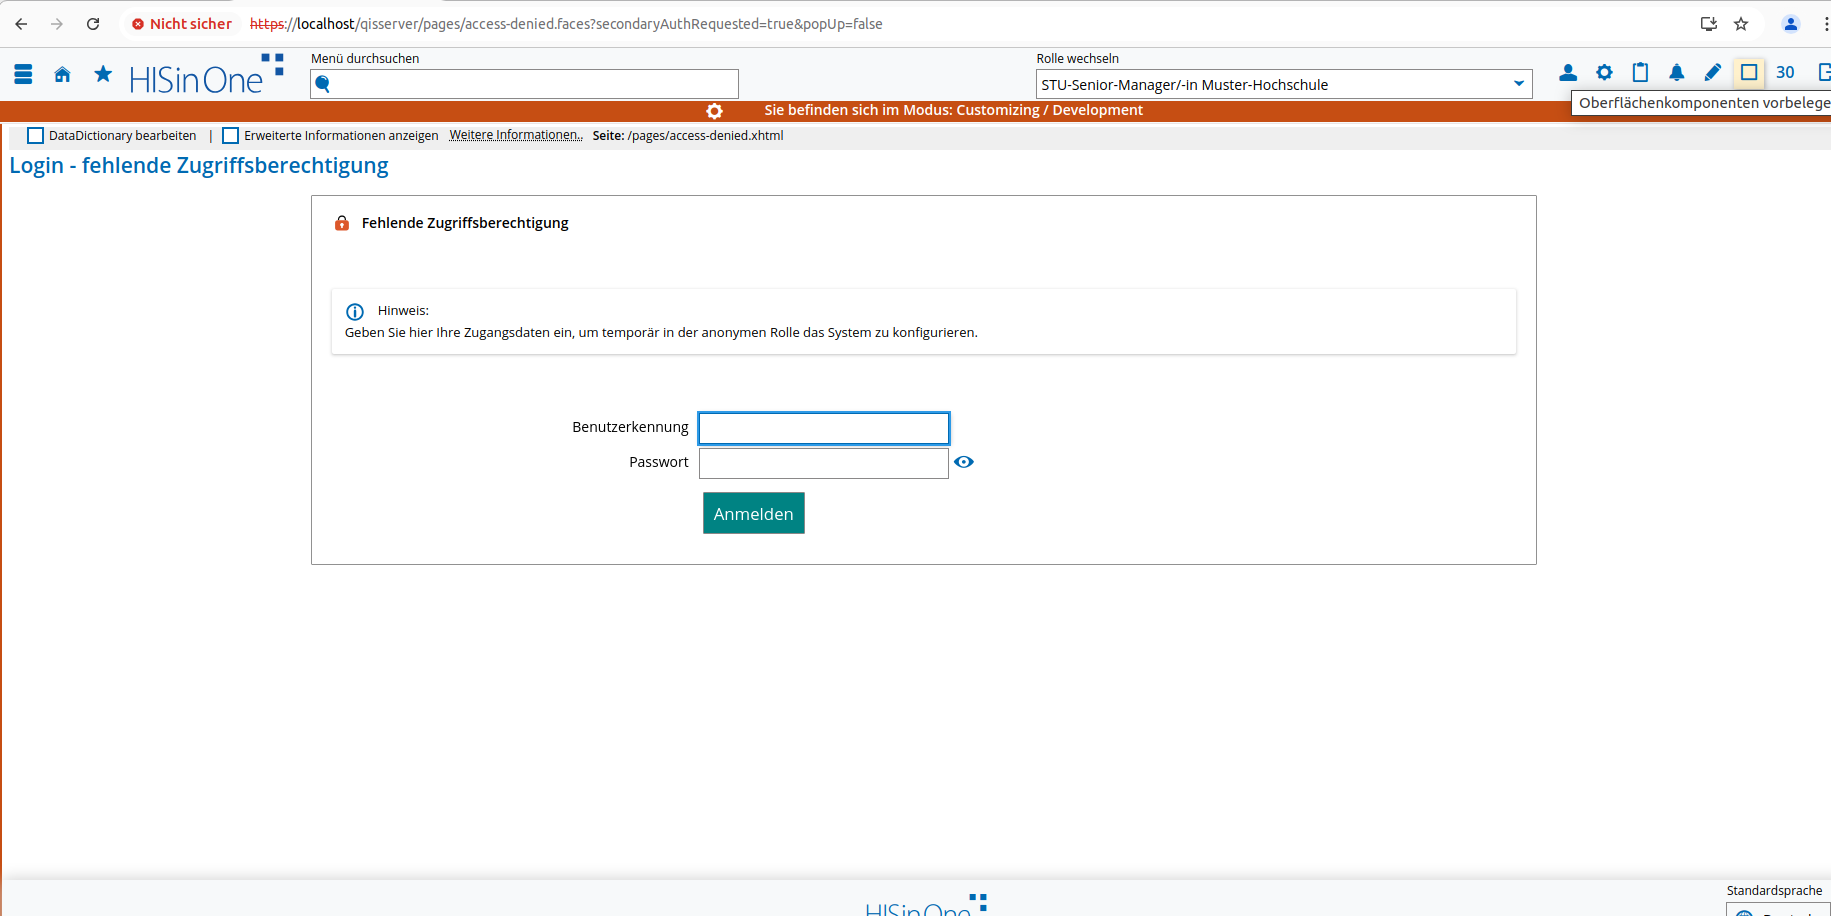 Nicht sicher https://localhost/qisserver/pages/access-denied.faces?secondaryAuthRequested=true&popUp=false
HISinOne
Menü durchsuchen
Rolle wechseln
STU-Senior-Manager/-in Muster-Hochschule
30
Oberflächenkomponenten vorbelege
Sie befinden sich im Modus: Customizing / Development
DataDictionary bearbeiten | Erweiterte Informationen anzeigen Weitere Informationen.. Seite: /pages/access-denied.xhtml
Login - fehlende Zugriffsberechtigung
Fehlende Zugriffsberechtigung
Hinweis:
Geben Sie hier Ihre Zugangsdaten ein, um temporär in der anonymen Rolle das System zu konfigurieren.
Benutzerkennung
Passwort
Anmelden
HISinOne
Standardsprache